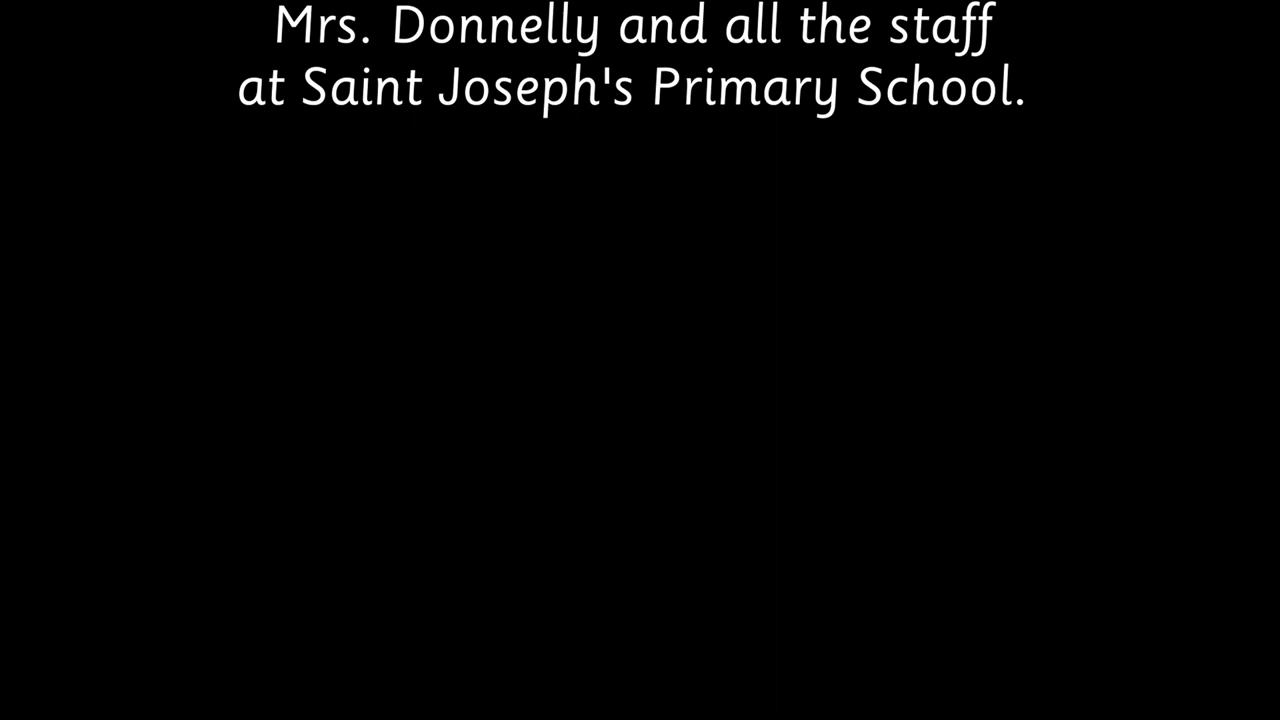 Mrs. Donnelly and all the staff
at Saint Joseph's Primary School.